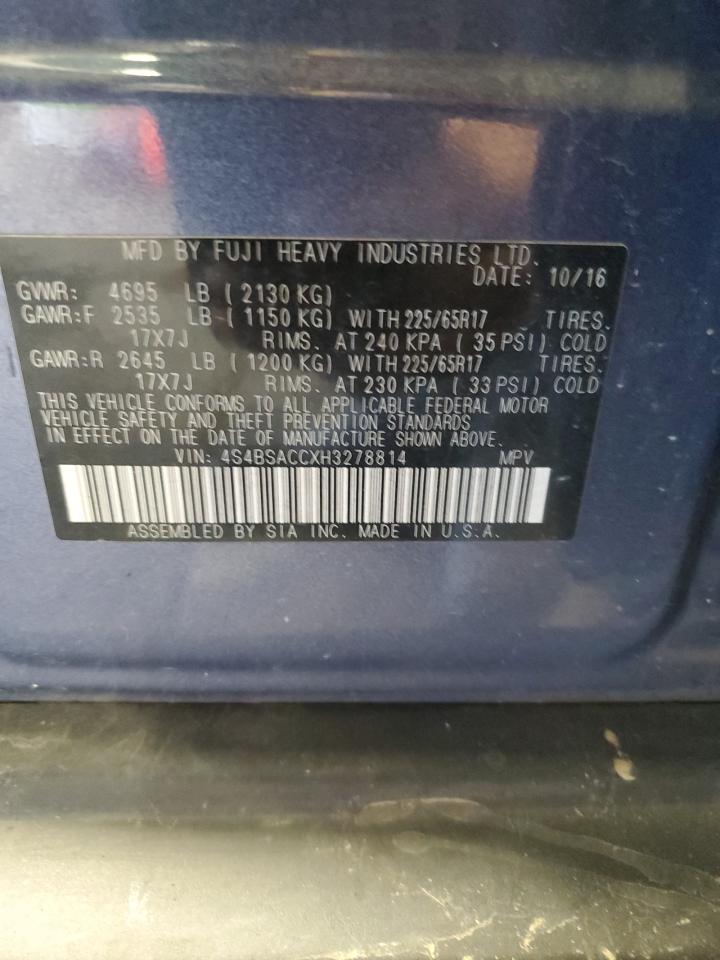 MFD BY FUJI HEAVY INDUSTRIES LTD.
DATE: 10/16
GVWR: 4695 LB ( 2130 KG)
GAWR:F 2535 LB ( 1150 KG) WITH 225/65R17 TIRES.
17X7J RIMS. AT 240 KPA ( 35 PSI) COLD
GAWR:R 2645 LB ( 1200 KG) WITH 225/65R17 TIRES.
17X7J RIMS. AT 230 KPA ( 33 PSI) COLD
THIS VEHICLE CONFORMS TO ALL APPLICABLE FEDERAL MOTOR
VEHICLE SAFETY AND THEFT PREVENTION STANDARDS
IN EFFECT ON THE DATE OF MANUFACTURE SHOWN ABOVE.
VIN: 4S4BSACCXH3278814 MPV
ASSEMBLED BY SIA INC. MADE IN U.S.A.